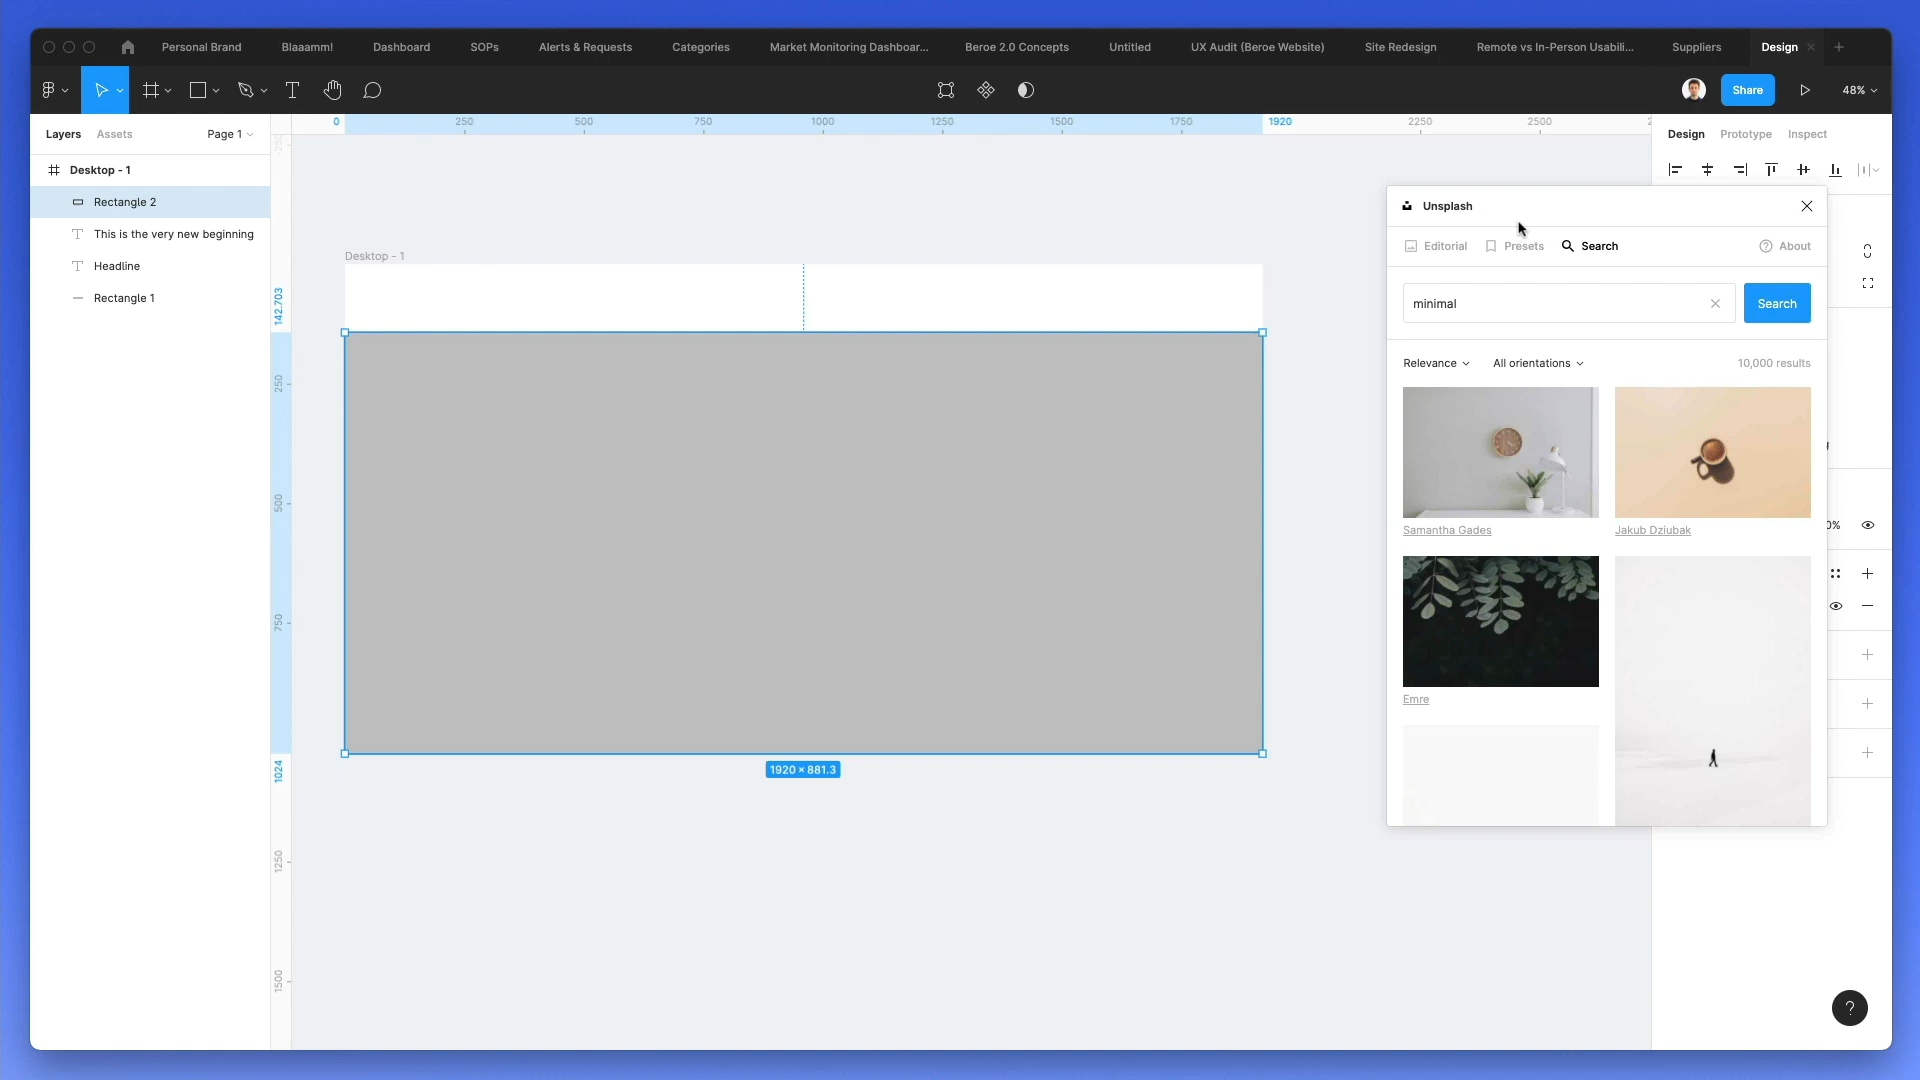 Personal Brand
Blaaamm!
Dashboard
SOPs
Alerts & Requests
Categories
Market Monitoring Dashboar...
Beroe 2.0 Concepts
Untitled
UX Audit (Beroe Website)
Site Redesign
Remote vs In-Person Usabili...
Suppliers
Design
Share
48%
Layers
Assets
Page 1
0
250
500
750
1000
1250
1500
1750
1920
2250
2500
Design
Prototype
Inspect
Desktop - 1
Rectangle 2
This is the very new beginning
Headline
Rectangle 1
-250
142.703
250
500
750
1024
1250
1500
Desktop - 1
1920 × 881.3
Unsplash
Editorial
Presets
Search
About
minimal
Search
Relevance
All orientations
10,000 results
Samantha Gades
Jakub Dziubak
Emre
0%
?